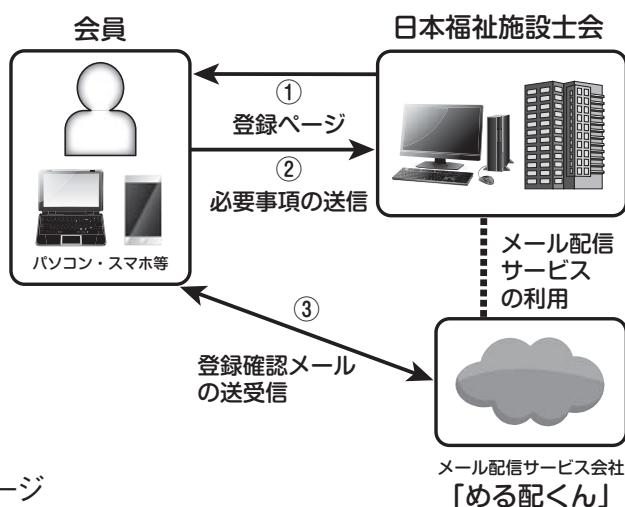 会員
日本福祉施設士会
①
登録ページ
②
必要事項の送信
パソコン・スマホ等
メール配信
サービス
の利用
③
登録確認メール
の送受信
メール配信サービス会社
「める配くん」
ージ